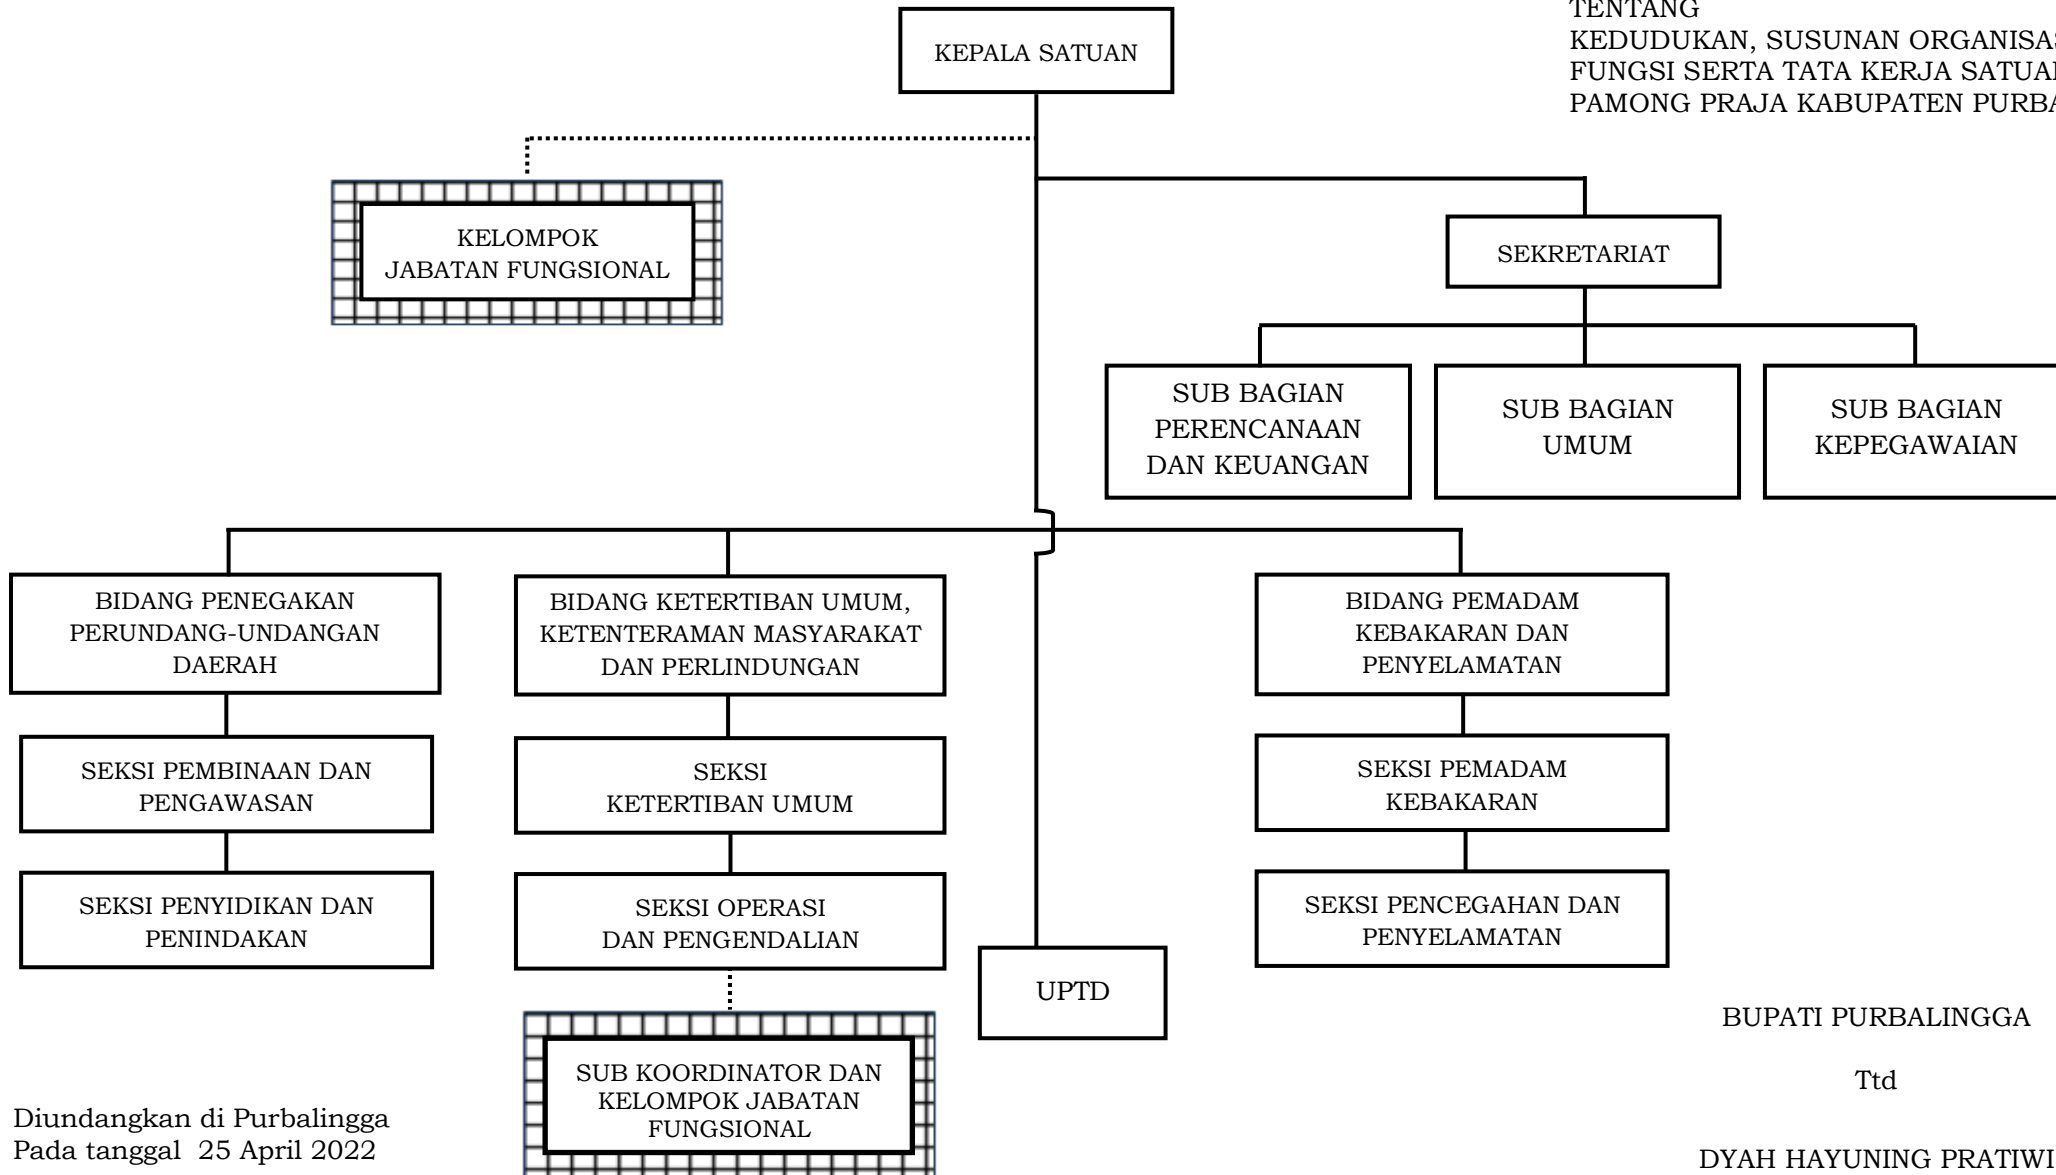 TENTANG
KEDUDUKAN, SUSUNAN
FUNGSI SERTA TATA KERJA
PAMONG PRAJA KABUPATEN
KEPALA SATUAN
KELOMPOK
JABATAN FUNGSIONAL
SEKRETARIAT
SUB BAGIAN
PERENCANAAN
DAN KEUANGAN
SUB BAGIAN
UMUM
SUB BAGIAN
KEPEGAWAIAN
BIDANG PENEGAKAN
PERUNDANG-UNDANGAN
DAERAH
BIDANG KETERTIBAN UMUM,
KETENTERAMAN MASYARAKAT
DAN PERLINDUNGAN
BIDANG PEMADAM
KEBAKARAN DAN
PENYELAMATAN
SEKSI PEMBINAAN DAN
PENGAWASAN
SEKSI
KETERTIBAN UMUM
SEKSI PEMADAM
KEBAKARAN
SEKSI PENYIDIKAN DAN
PENINDAKAN
SEKSI OPERASI
DAN PENGENDALIAN
SEKSI PENCEGAHAN DAN
PENYELAMATAN
UPTD
SUB KOORDINATOR DAN
KELOMPOK JABATAN
FUNGSIONAL
BUPATI PURBALINGGA
Ttd
DYAH HAYUNING PRATIWI
Diundangkan di Purbalingga
Pada tanggal 25 April 2022